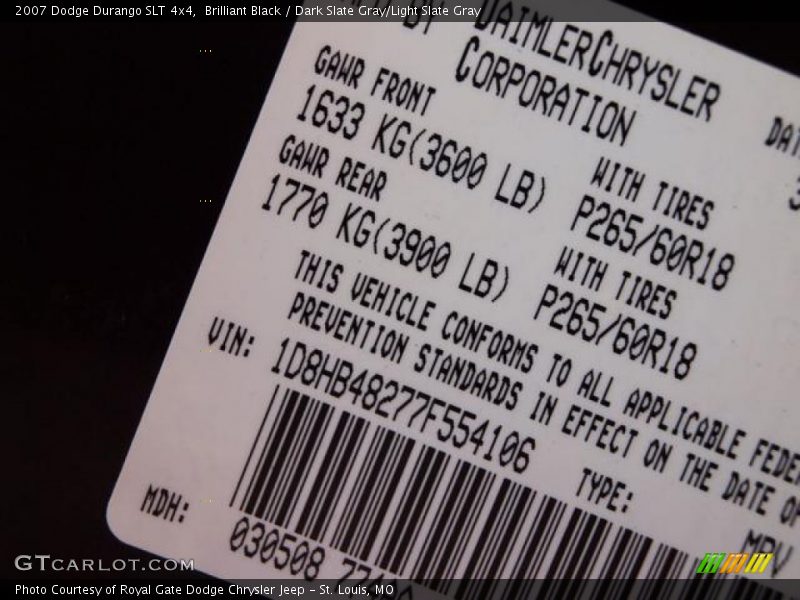 2007 Dodge Durango SLT 4x4,  Brilliant Black / Dark Slate Gray/Light Slate Gray
BY DAIMLERCHRYSLER
CORPORATION
GAWR FRONT
1633 KG(3600 LB)
WITH TIRES
P265/60R18
GAWR REAR
1770 KG(3900 LB)
WITH TIRES
P265/60R18
THIS VEHICLE CONFORMS TO ALL APPLICABLE
PREVENTION STANDARDS IN EFFECT ON THE DATE OF
VIN: 1D8HB48277F554106
TYPE:
MPV
MDH: 030508
GTCARLOT.COM
Photo Courtesy of Royal Gate Dodge Chrysler Jeep - St. Louis, MO